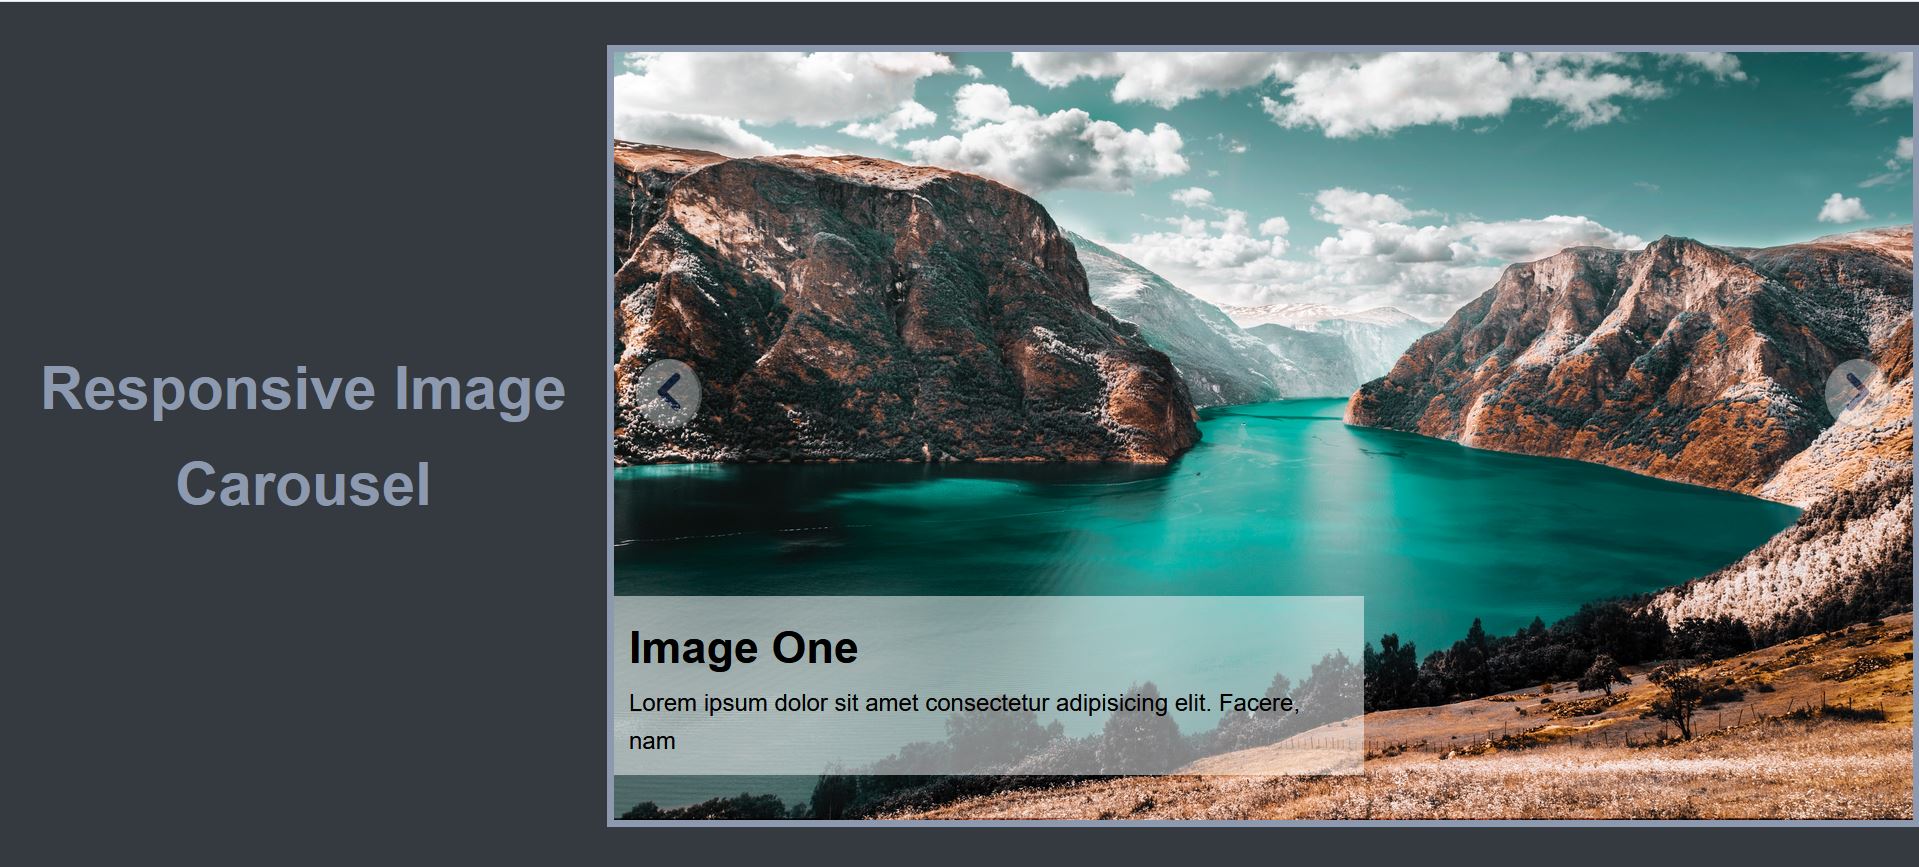 Responsive Image
Carousel
Image One
Lorem ipsum dolor sit amet consectetur adipisicing elit. Facere,
nam